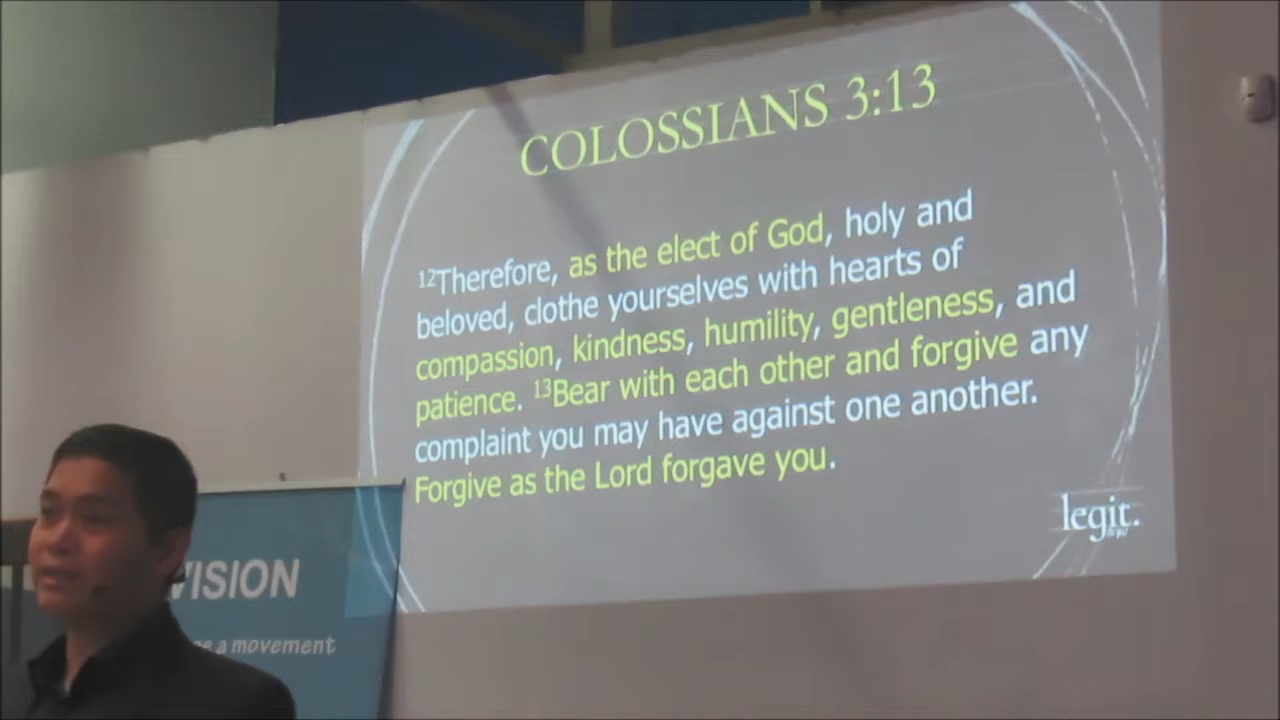 COLOSSIANS 3:13
12Therefore, as the elect of God, holy and
beloved, clothe yourselves with hearts of
compassion, kindness, humility, gentleness, and
patience. 13Bear with each other and forgive any
complaint you may have against one another.
Forgive as the Lord forgave you.
legit.
VISION
a movement